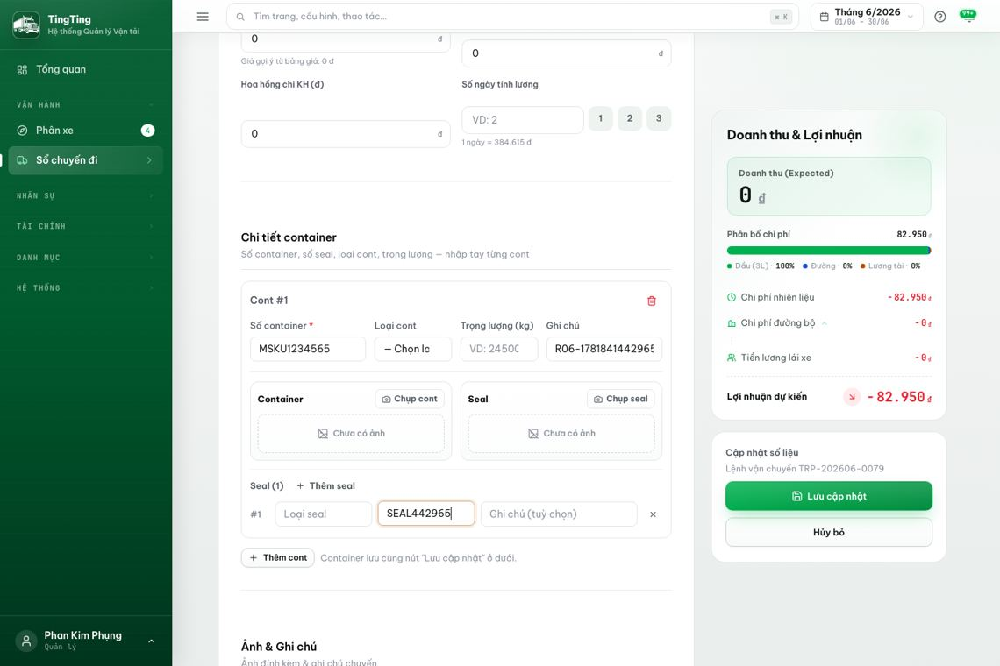 TingTing
Hệ thống Quản lý Vận tải
Tìm trang, cấu hình, thao tác...
⌘ K
Tháng 6/2026
01/06 – 30/06
99+
Tổng quan
VẬN HÀNH
Phân xe
4
Sổ chuyến đi
NHÂN SỰ
TÀI CHÍNH
DANH MỤC
HỆ THỐNG
Phan Kim Phụng
Quản lý
0 đ
0 đ
Giá gợi ý từ bảng giá: 0 đ
Hoa hồng chi KH (đ)
Số ngày tính lương
0 đ
VD: 2
1
2
3
1 ngày = 384.615 đ
Chi tiết container
Số container, số seal, loại cont, trọng lượng — nhập tay từng cont
Cont #1
Số container *
Loại cont
Trọng lượng (kg)
Ghi chú
MSKU1234565
— Chọn lo
VD: 24500
R06-1781841442965
Container
Chụp cont
Seal
Chụp seal
Chưa có ảnh
Chưa có ảnh
Seal (1)
+ Thêm seal
#1
Loại seal
SEAL442965
Ghi chú (tuỳ chọn)
×
+ Thêm cont
Container lưu cùng nút "Lưu cập nhật" ở dưới.
Ảnh & Ghi chú
Ảnh đính kèm & ghi chú chuyến
Doanh thu & Lợi nhuận
Doanh thu (Expected)
0 đ
Phân bổ chi phí
82.950 đ
Dầu (3L) · 100%
Đường · 0%
Lương tài · 0%
Chi phí nhiên liệu
-82.950 đ
Chi phí đường bộ
-0 đ
Tiền lương lái xe
-0 đ
Lợi nhuận dự kiến
-82.950 đ
Cập nhật số liệu
Lệnh vận chuyển TRP-202606-0079
Lưu cập nhật
Hủy bỏ